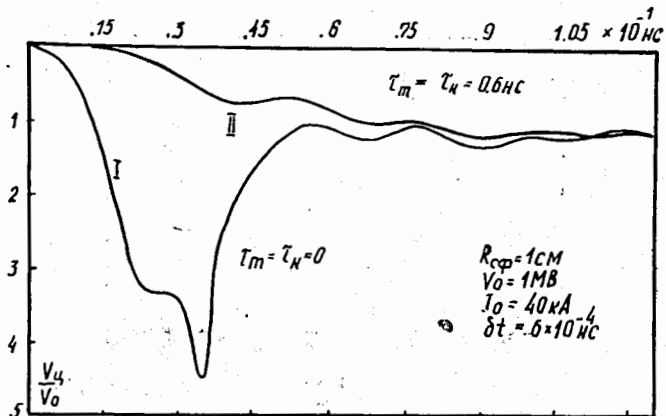 .15 .3 .45 .6 .75 .9 1.05 × 10⁻¹ нс
τm = τн = 0.6нс
1
I
II
2
τm = τн = 0
3
Rсф = 1см
V₀ = 1МВ
I₀ = 40кА
δt = 6×10⁻⁴ нс
4
Vц
V₀
5